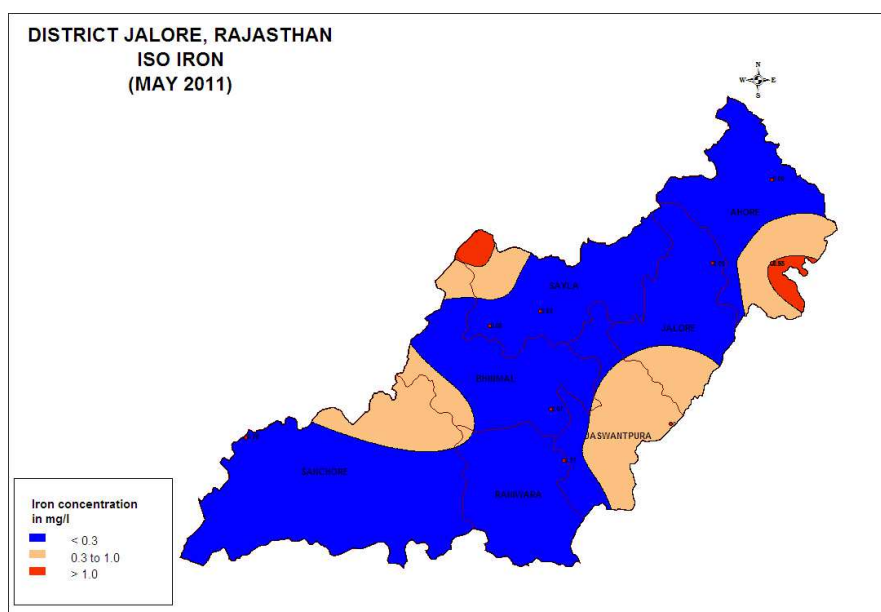 DISTRICT JALORE, RAJASTHAN
ISO IRON
(MAY 2011)
N
W E
S
AHORE
SAYLA
JALORE
BHINMAL
JASWANTPURA
SANCHORE
RANIWARA
Iron concentration
in mg/l
< 0.3
0.3 to 1.0
> 1.0